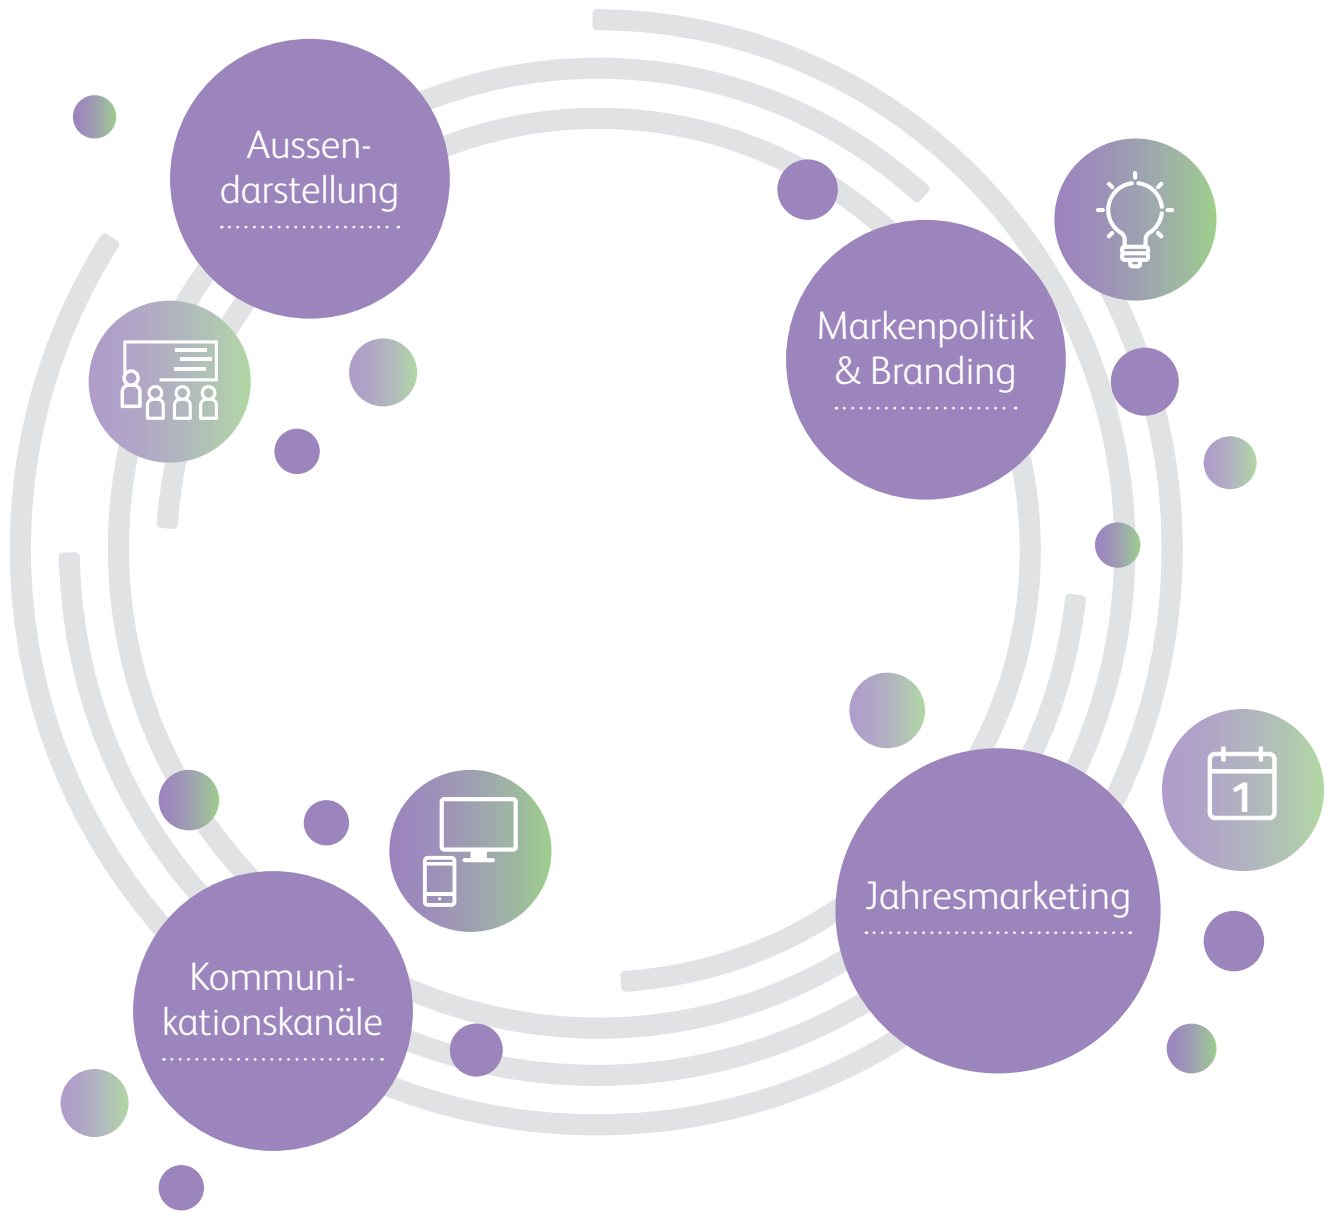 Aussen-
darstellung
Markenpolitik
& Branding
1
Jahresmarketing
Kommuni-
kationskanäle